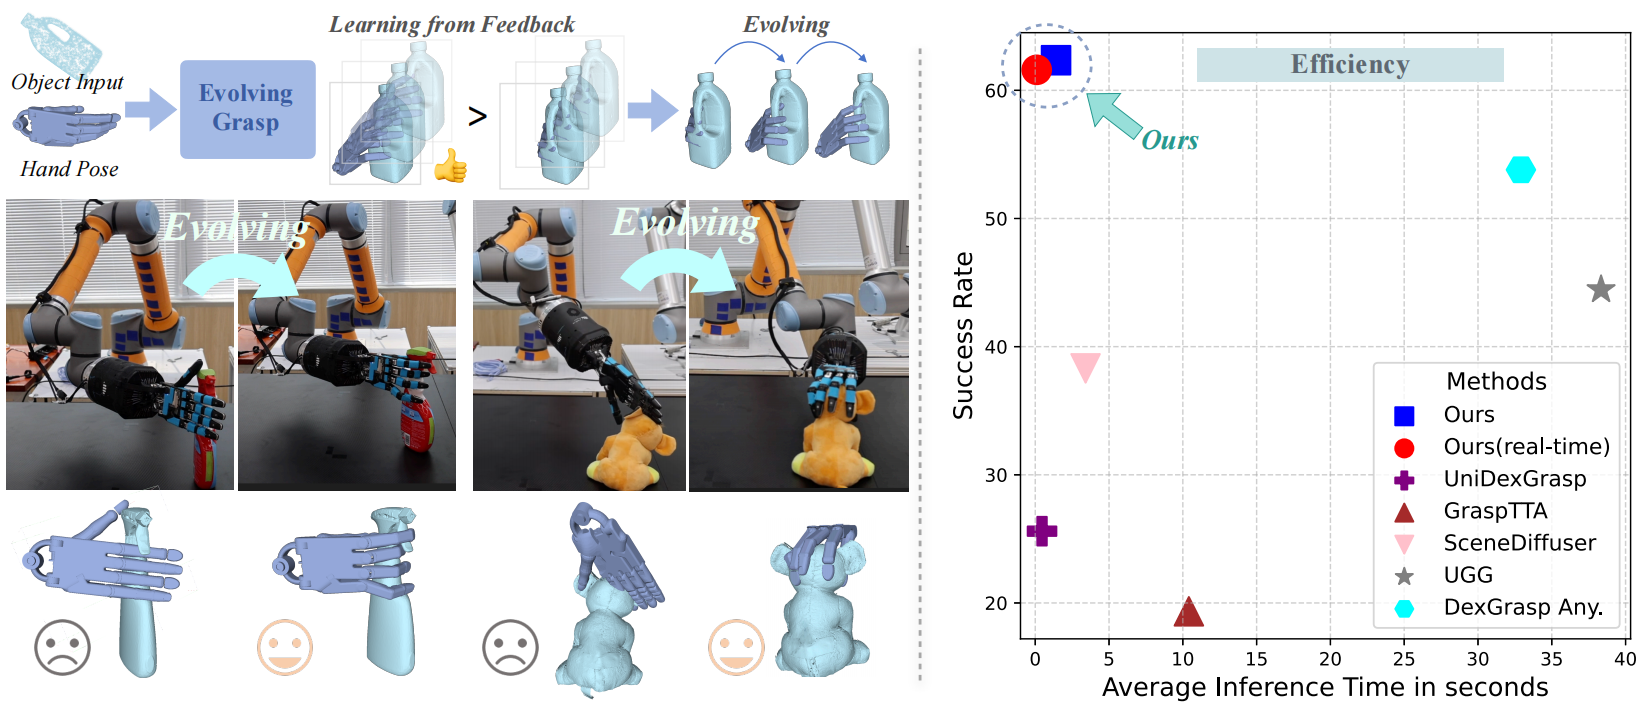 Learning from Feedback
Evolving
Object Input
Hand Pose
Evolving
Grasp
>
Evolving
Evolving
Efficiency
Ours
Success Rate
60
50
40
30
20
0
5
10
15
20
25
30
35
40
Average Inference Time in seconds
Methods
Ours
Ours(real-time)
UniDexGrasp
GraspTTA
SceneDiffuser
UGG
DexGrasp Any.